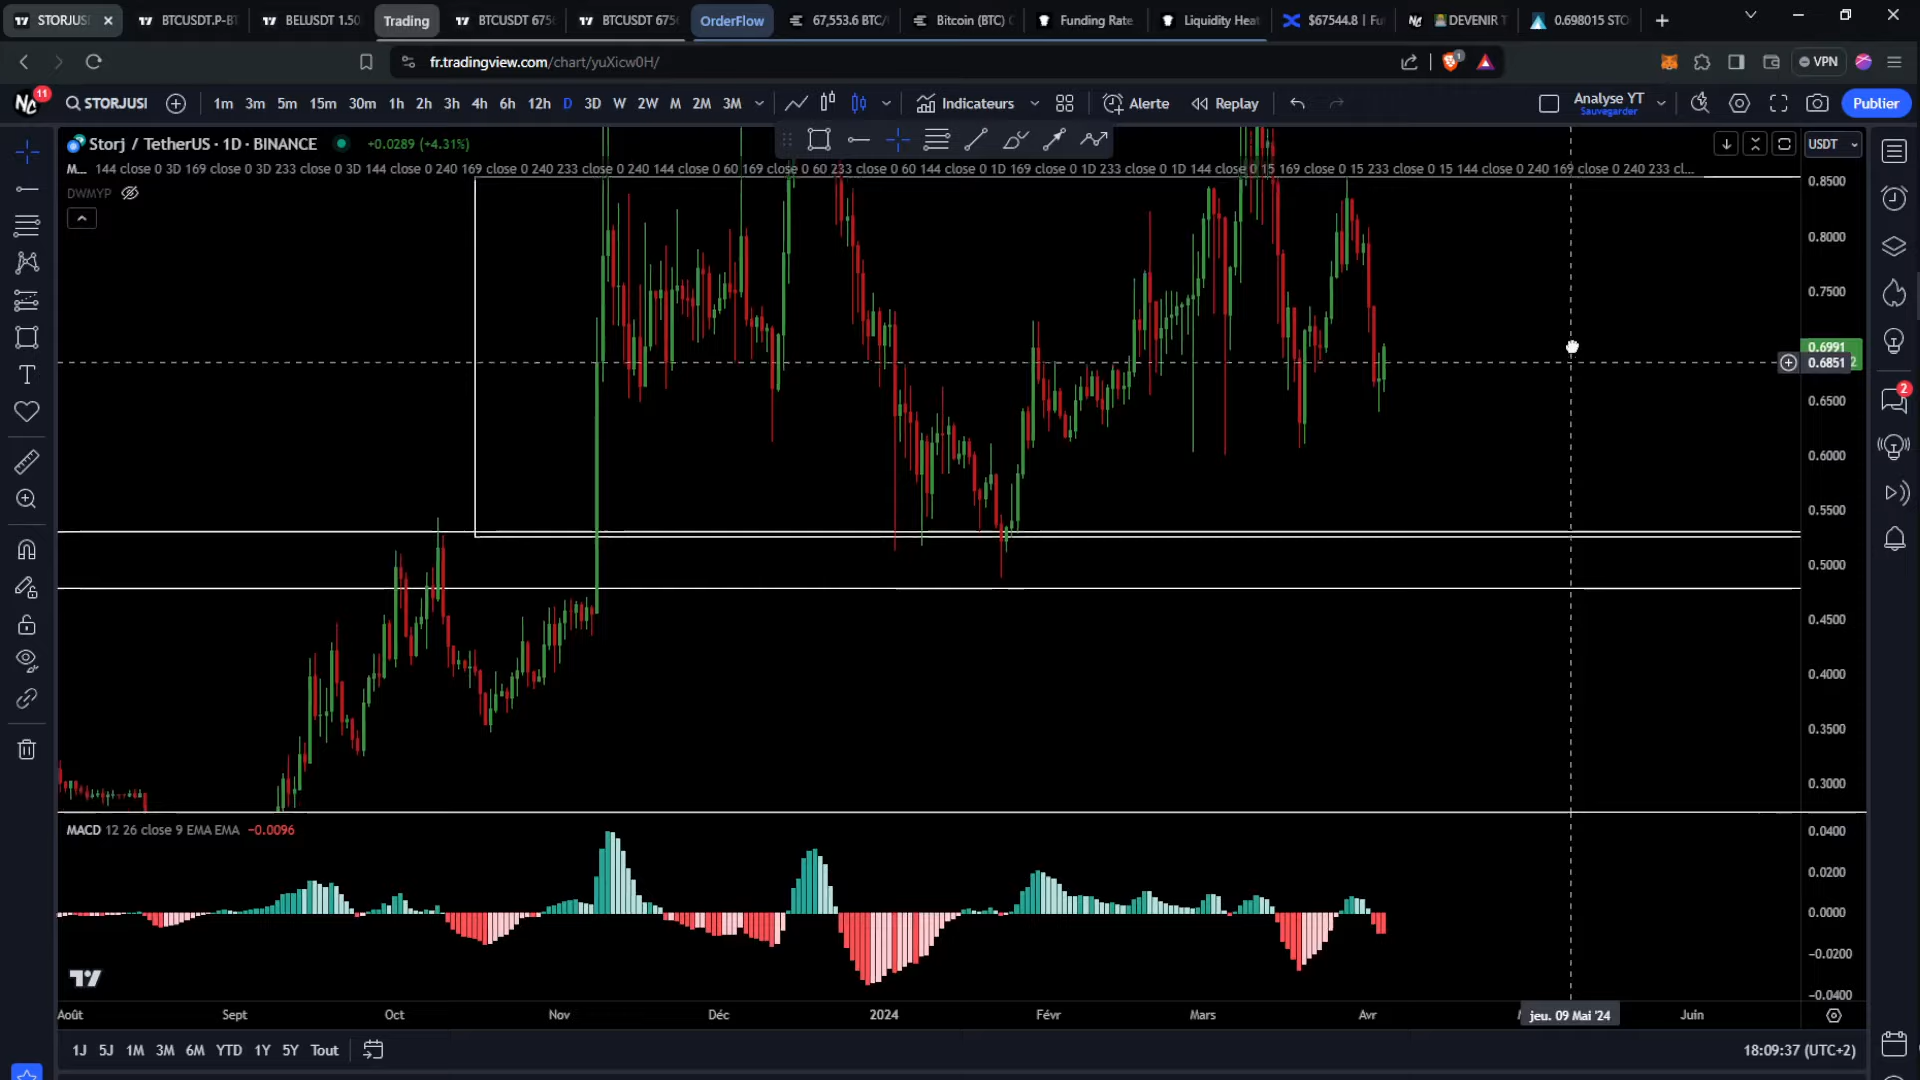 STORJUS
BTCUSDT.P-BT
BELUSDT 1.50
Trading
BTCUSDT 675
BTCUSDT 675
OrderFlow
67,553.6 BTC/
Bitcoin (BTC)
Funding Rate
Liquidity Heat
$67544.8 | Fu
DEVENIR T
0.698015 STO
fr.tradingview.com/chart/yuXicw0H/
1
VPN
11
STORJUSI
1m 3m 5m 15m 30m 1h 2h 3h 4h 6h 12h D 3D W 2W M 2M 3M
Indicateurs
Alerte
Replay
Analyse YT
Sauvegarder
Publier
Storj / TetherUS · 1D · BINANCE
+0.0289 (+4.31%)
USDT
M... 144 close 0 3D 169 close 0 3D 233 close 0 3D 144 close 0 240 169 close 0 240 233 close 0 240 144 close 0 60 169 close 0 60 233 close 0 60 144 close 0 1D 169 close 0 1D 233 close 0 1D 144 close 0 15 169 close 0 15 233 close 0 15 144 close 0 240 169 close 0 240 233 cl...
DWMYP
0.8500
0.8000
0.7500
0.6991
0.6851
2
0.6500
0.6000
0.5500
0.5000
0.4500
0.4000
0.3500
0.3000
2
MACD 12 26 close 9 EMA EMA −0.0096
0.0400
0.0200
0.0000
−0.0200
−0.0400
Août Sept Oct Nov Déc 2024 Févr Mars Avr jeu. 09 Mai '24 Juin
1J 5J 1M 3M 6M YTD 1Y 5Y Tout
18:09:37 (UTC+2)